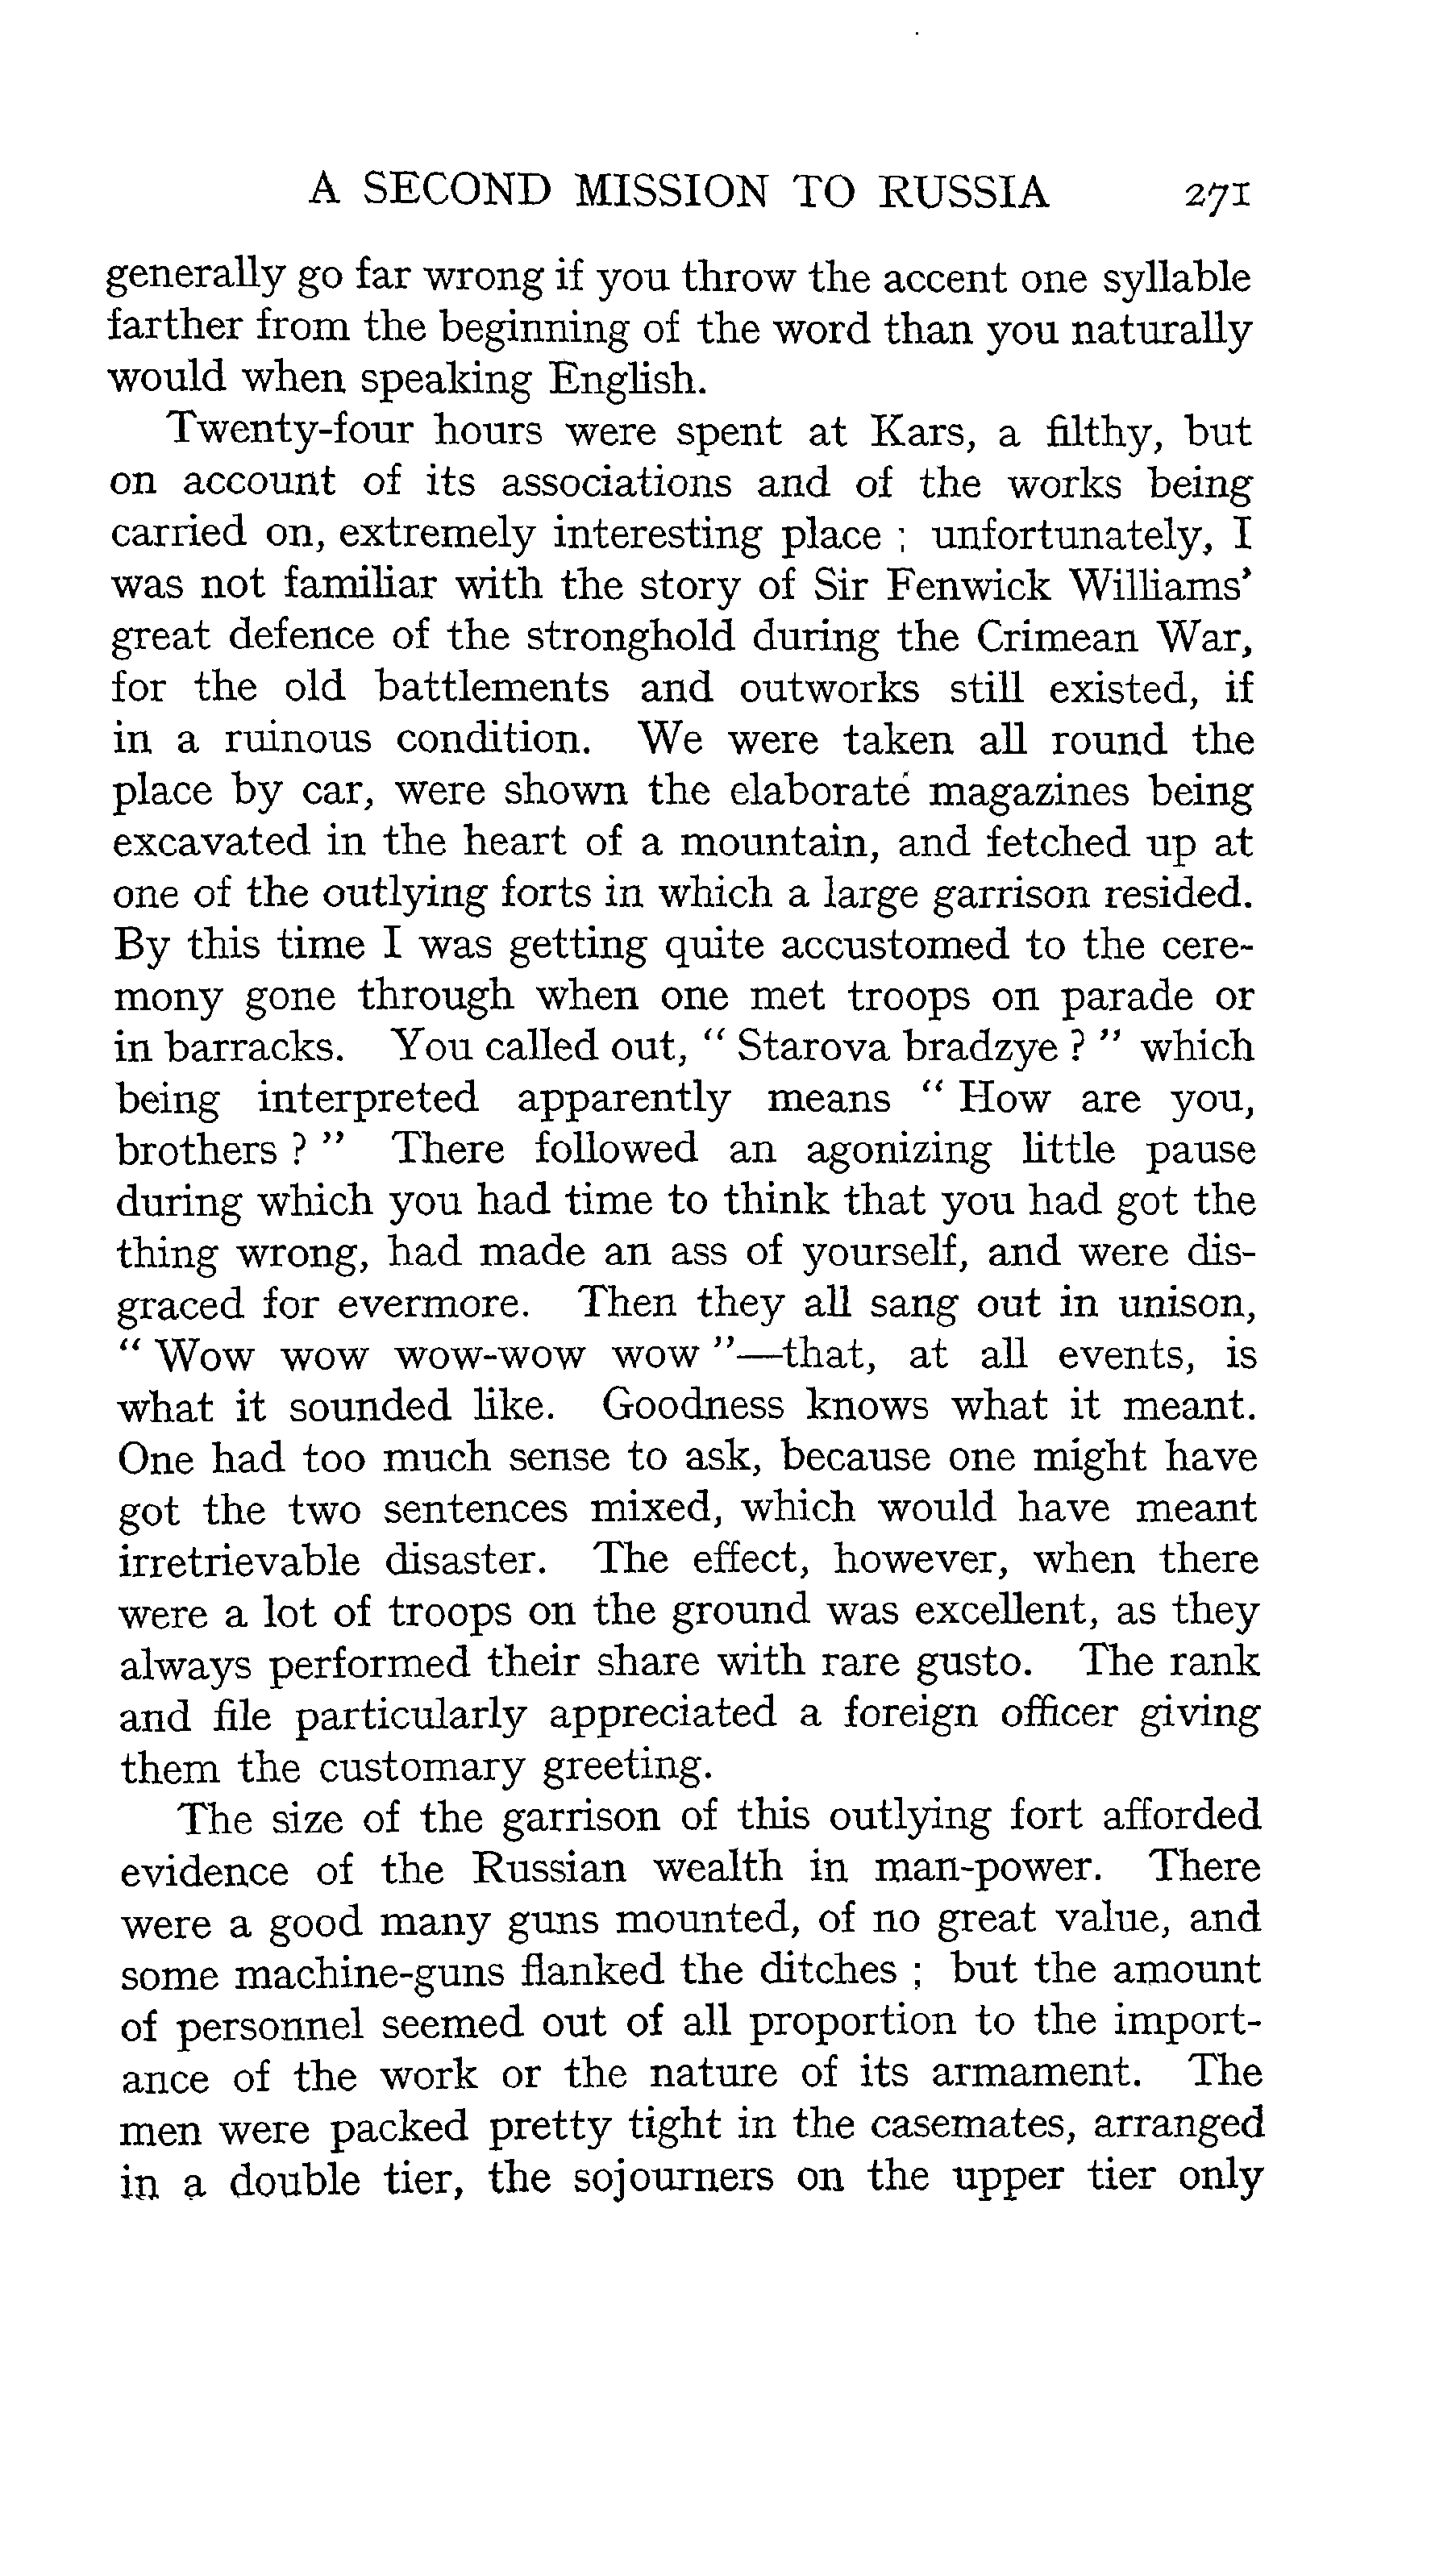 A SECOND MISSION TO RUSSIA 271
generally go far wrong if you throw the accent one syllable
farther from the beginning of the word than you naturally
would when speaking English.
Twenty-four hours were spent at Kars, a filthy, but
on account of its associations and of the works being
carried on, extremely interesting place ; unfortunately, I
was not familiar with the story of Sir Fenwick Williams'
great defence of the stronghold during the Crimean War,
for the old battlements and outworks still existed, if
in a ruinous condition. We were taken all round the
place by car, were shown the elaborate magazines being
excavated in the heart of a mountain, and fetched up at
one of the outlying forts in which a large garrison resided.
By this time I was getting quite accustomed to the cere-
mony gone through when one met troops on parade or
in barracks. You called out, " Starova bradzye ? " which
being interpreted apparently means " How are you,
brothers ? " There followed an agonizing little pause
during which you had time to think that you had got the
thing wrong, had made an ass of yourself, and were dis-
graced for evermore. Then they all sang out in unison,
" Wow wow wow-wow wow "—that, at all events, is
what it sounded like. Goodness knows what it meant.
One had too much sense to ask, because one might have
got the two sentences mixed, which would have meant
irretrievable disaster. The effect, however, when there
were a lot of troops on the ground was excellent, as they
always performed their share with rare gusto. The rank
and file particularly appreciated a foreign officer giving
them the customary greeting.
The size of the garrison of this outlying fort afforded
evidence of the Russian wealth in man-power. There
were a good many guns mounted, of no great value, and
some machine-guns flanked the ditches ; but the amount
of personnel seemed out of all proportion to the import-
ance of the work or the nature of its armament. The
men were packed pretty tight in the casemates, arranged
in a double tier, the sojourners on the upper tier only